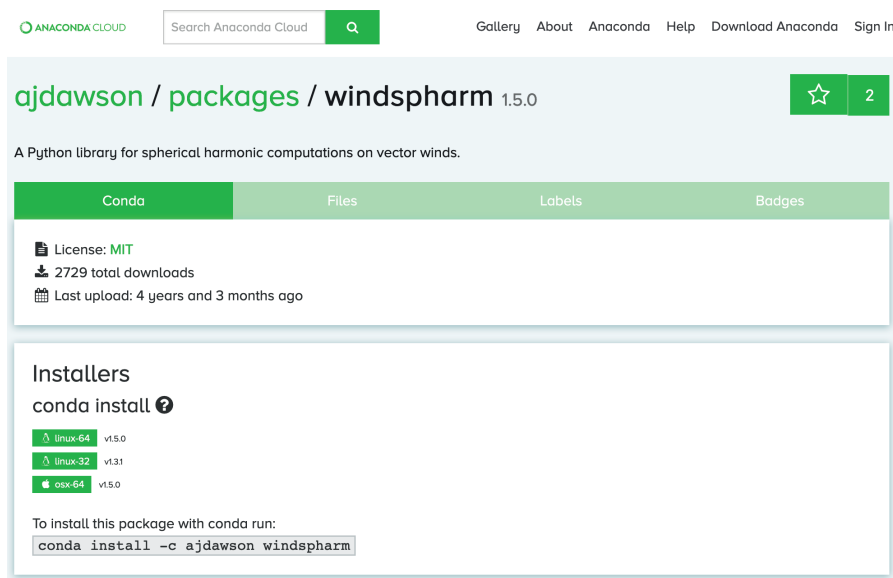 ANACONDA CLOUD
Search Anaconda Cloud
Gallery About Anaconda Help Download Anaconda Sign In
ajdawson / packages / windspharm 1.5.0
2
A Python library for spherical harmonic computations on vector winds.
Conda Files Labels Badges
License: MIT
2729 total downloads
Last upload: 4 years and 3 months ago
Installers
conda install ?
linux-64 v1.5.0
linux-32 v1.3.1
osx-64 v1.5.0
To install this package with conda run:
conda install -c ajdawson windspharm